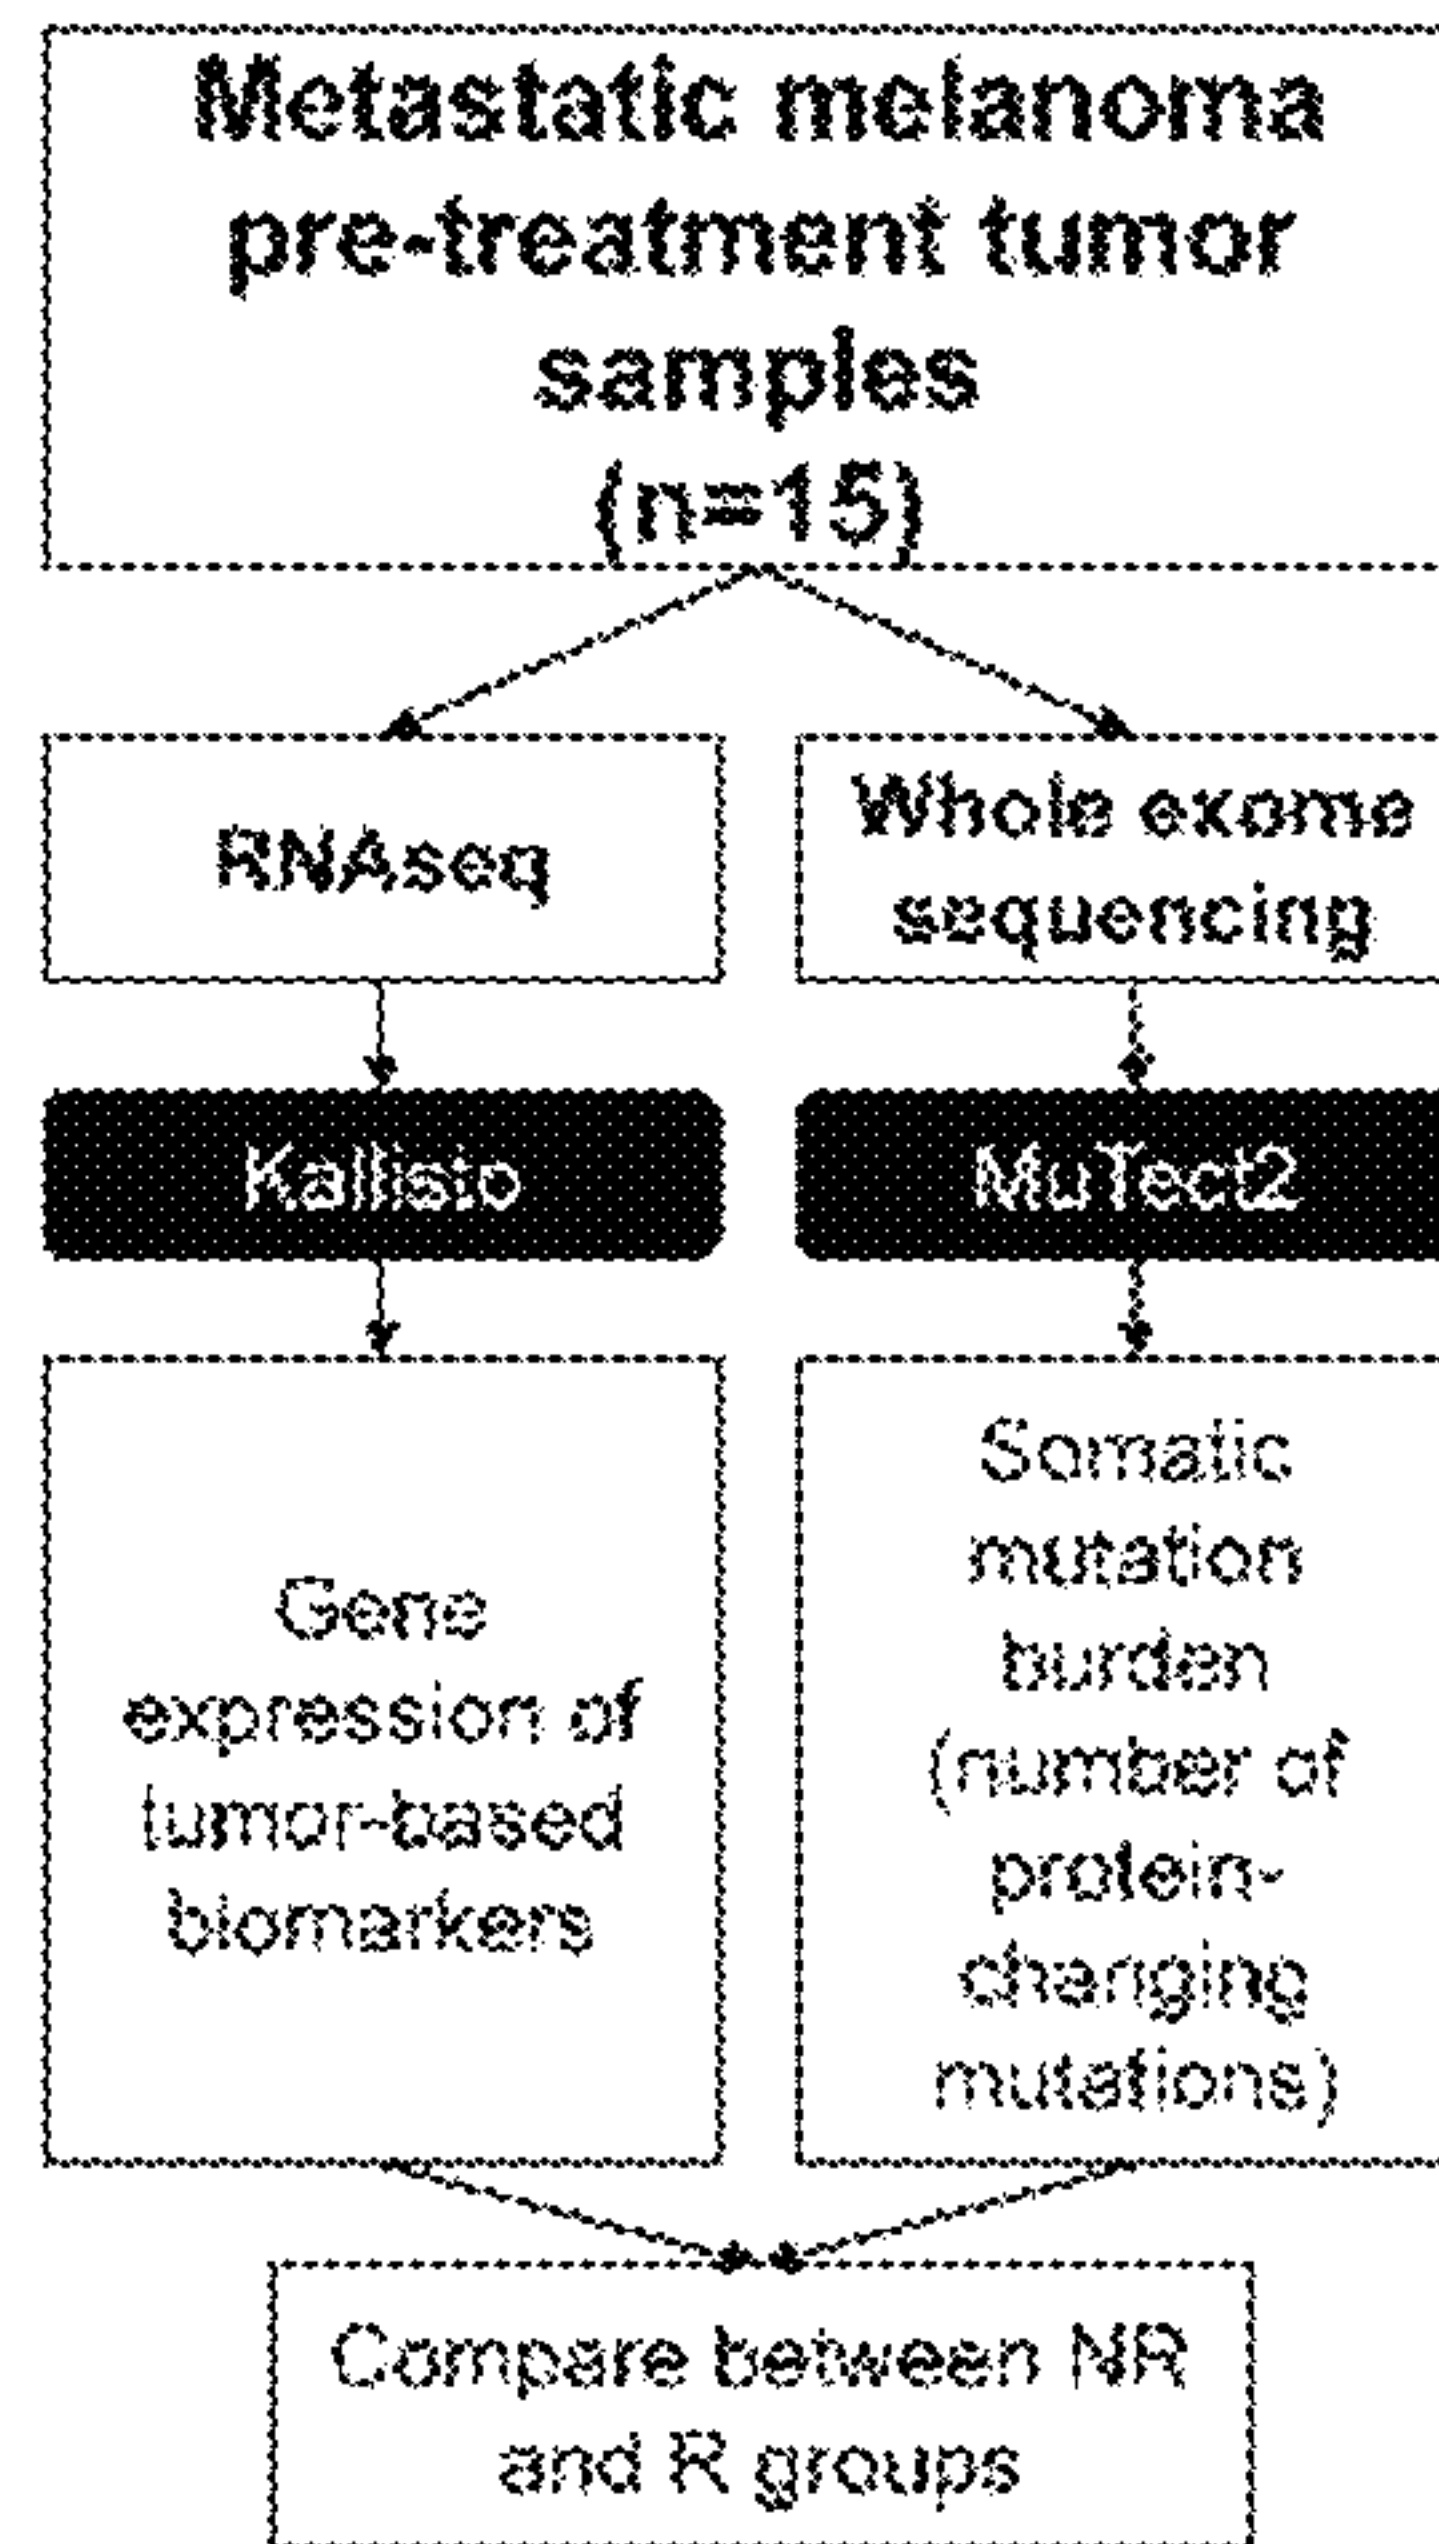 Metastatic melanoma
pre-treatment tumor
samples
(n=15)
RNAseq
Whole exome
sequencing
Kallisto
MuTect2
Gene
expression of
tumor-based
biomarkers
Somatic
mutation
burden
(number of
protein-
changing
mutations)
Compare between NR
and R groups